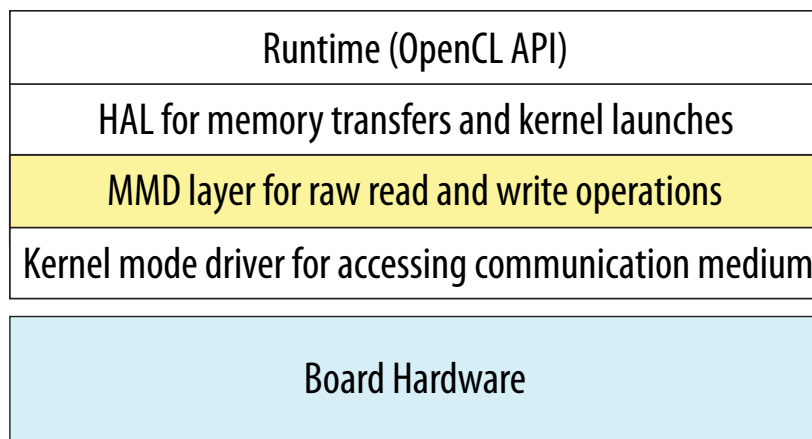 Runtime (OpenCL API)
HAL for memory transfers and kernel launches
MMD layer for raw read and write operations
Kernel mode driver for accessing communication medium
Board Hardware